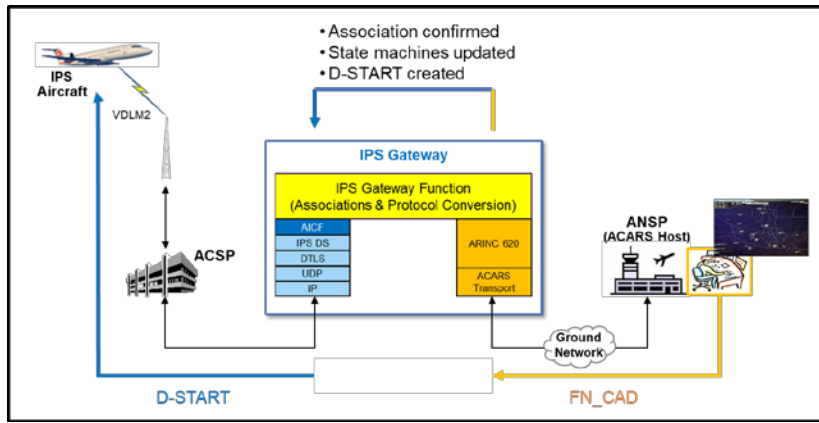 • Association confirmed
• State machines updated
• D-START created
IPS
Aircraft
VDLM2
IPS Gateway
IPS Gateway Function
(Associations & Protocol Conversion)
AICF
IPS DS
DTLS
UDP
IP
ARINC 620
ACARS
Transport
ACSP
ANSP
(ACARS Host)
Ground
Network
D-START
FN_CAD